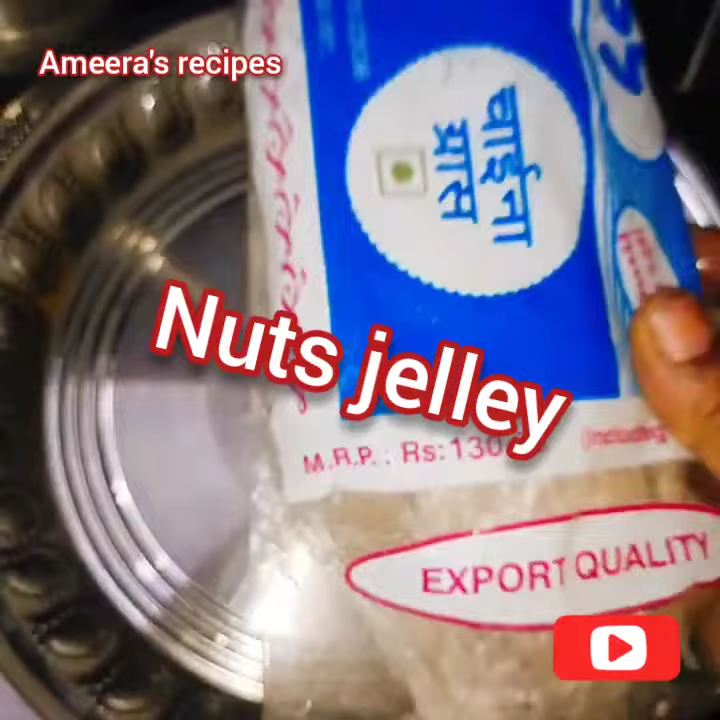 Ameera's recipes
चाईना
ग्रास
Nuts jelley
M.R.P. : Rs:130
EXPORT QUALITY